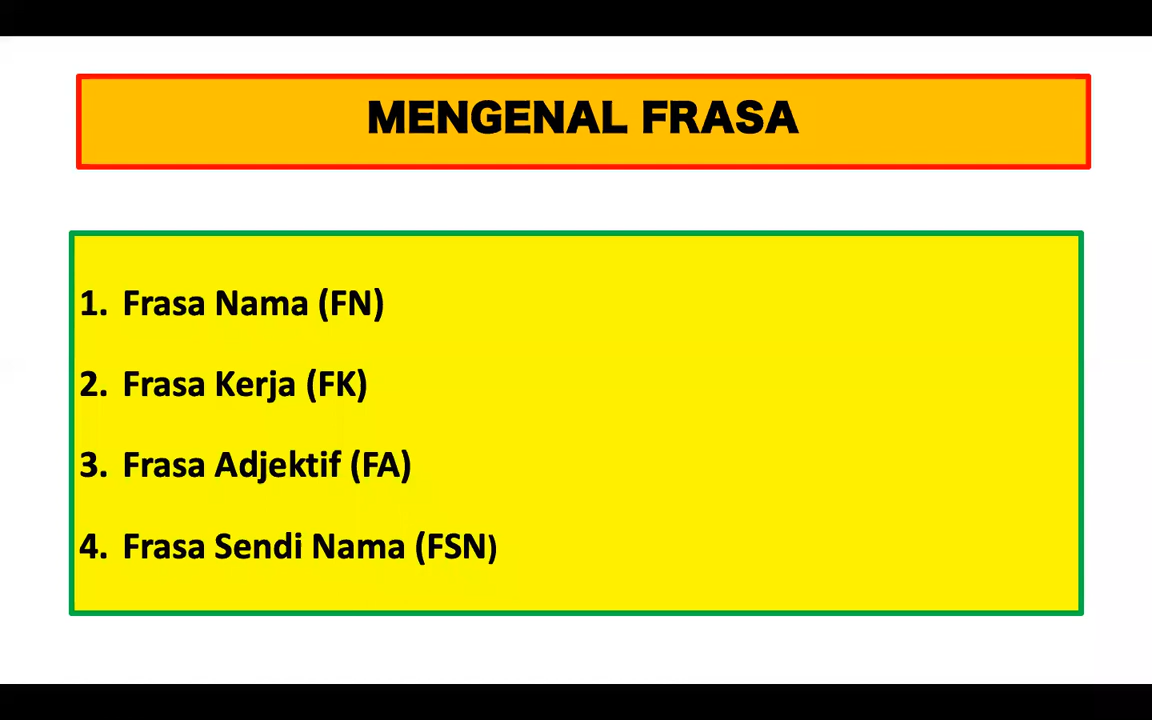 MENGENAL FRASA
1. Frasa Nama (FN)
2. Frasa Kerja (FK)
3. Frasa Adjektif (FA)
4. Frasa Sendi Nama (FSN)